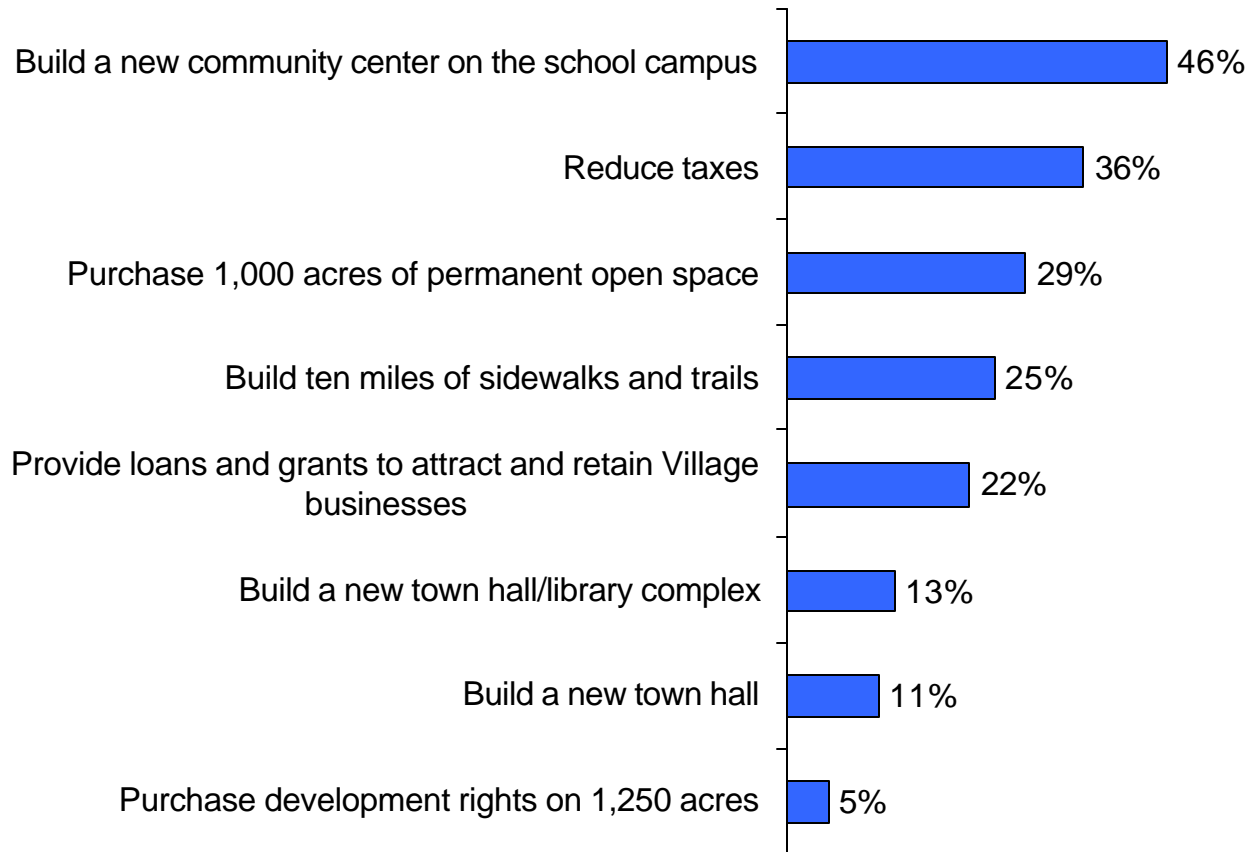 Build a new community center on the school campus 46%
Reduce taxes 36%
Purchase 1,000 acres of permanent open space 29%
Build ten miles of sidewalks and trails 25%
Provide loans and grants to attract and retain Village
businesses 22%
Build a new town hall/library complex 13%
Build a new town hall 11%
Purchase development rights on 1,250 acres 5%